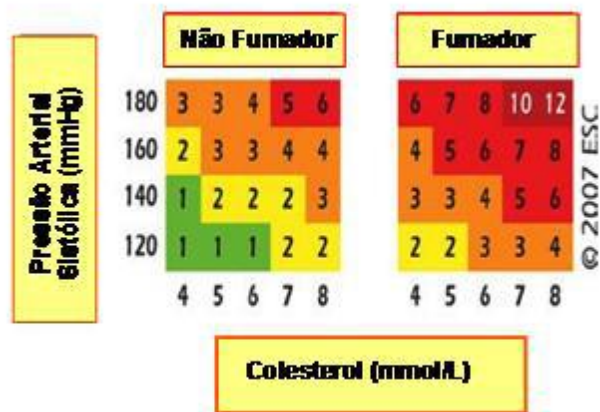 Não Fumador
Fumador
Pressão Arterial
Sistólica (mmHg)
180 3 3 4 5 6 6 7 8 10 12
160 2 3 3 4 4 4 5 6 7 8
140 1 2 2 2 3 3 3 4 5 6
120 1 1 1 2 2 2 2 3 3 4
4 5 6 7 8 4 5 6 7 8
© 2007 ESC
Colesterol (mmol/L)